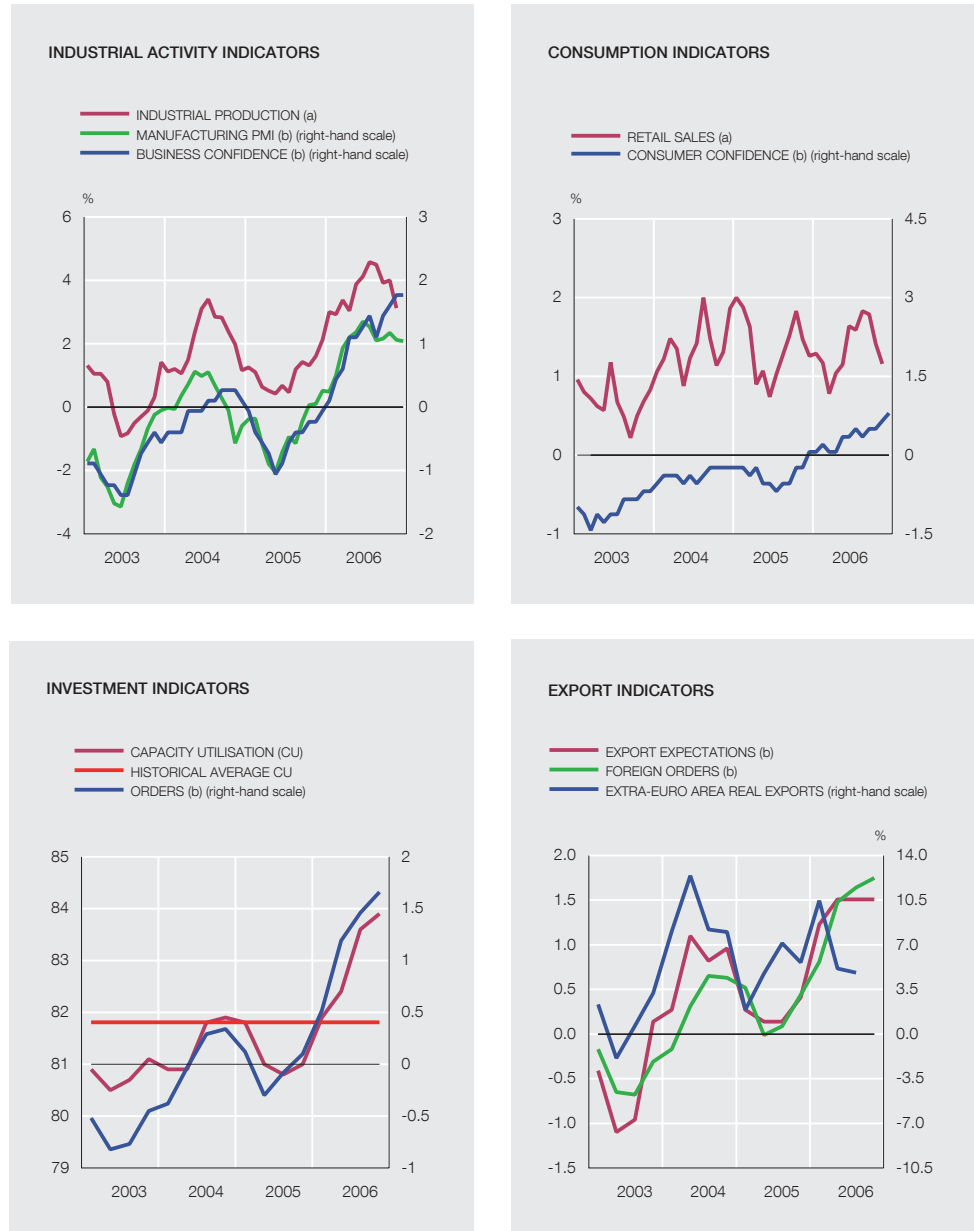 INDUSTRIAL ACTIVITY INDICATORS
INDUSTRIAL PRODUCTION (a)
MANUFACTURING PMI (b) (right-hand scale)
BUSINESS CONFIDENCE (b) (right-hand scale)
%
6 3
4 2
2 1
0 0
-2 -1
-4 -2
2003 2004 2005 2006
CONSUMPTION INDICATORS
RETAIL SALES (a)
CONSUMER CONFIDENCE (b) (right-hand scale)
%
3 4.5
2 3
1 1.5
0 0
-1 -1.5
2003 2004 2005 2006
INVESTMENT INDICATORS
CAPACITY UTILISATION (CU)
HISTORICAL AVERAGE CU
ORDERS (b) (right-hand scale)
85 2
84 1.5
83 1
82 0.5
81 0
80 -0.5
79 -1
2003 2004 2005 2006
EXPORT INDICATORS
EXPORT EXPECTATIONS (b)
FOREIGN ORDERS (b)
EXTRA-EURO AREA REAL EXPORTS (right-hand scale)
%
2.0 14.0
1.5 10.5
1.0 7.0
0.5 3.5
0.0 0.0
-0.5 -3.5
-1.0 -7.0
-1.5 -10.5
2003 2004 2005 2006